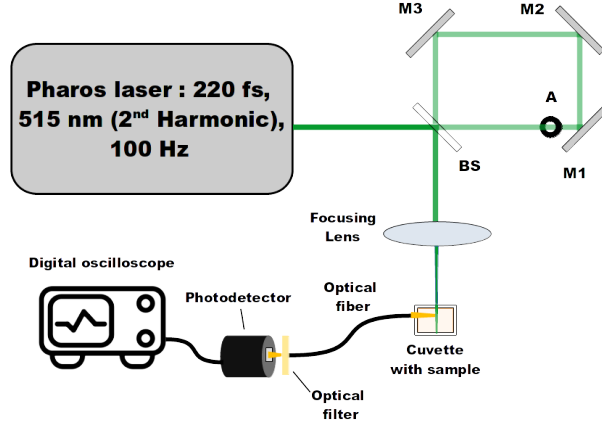 M3
M2
Pharos laser : 220 fs,
515 nm (2nd Harmonic),
100 Hz
A
BS
M1
Focusing
Lens
Digital oscilloscope
Photodetector
Optical
fiber
Cuvette
with sample
Optical
filter